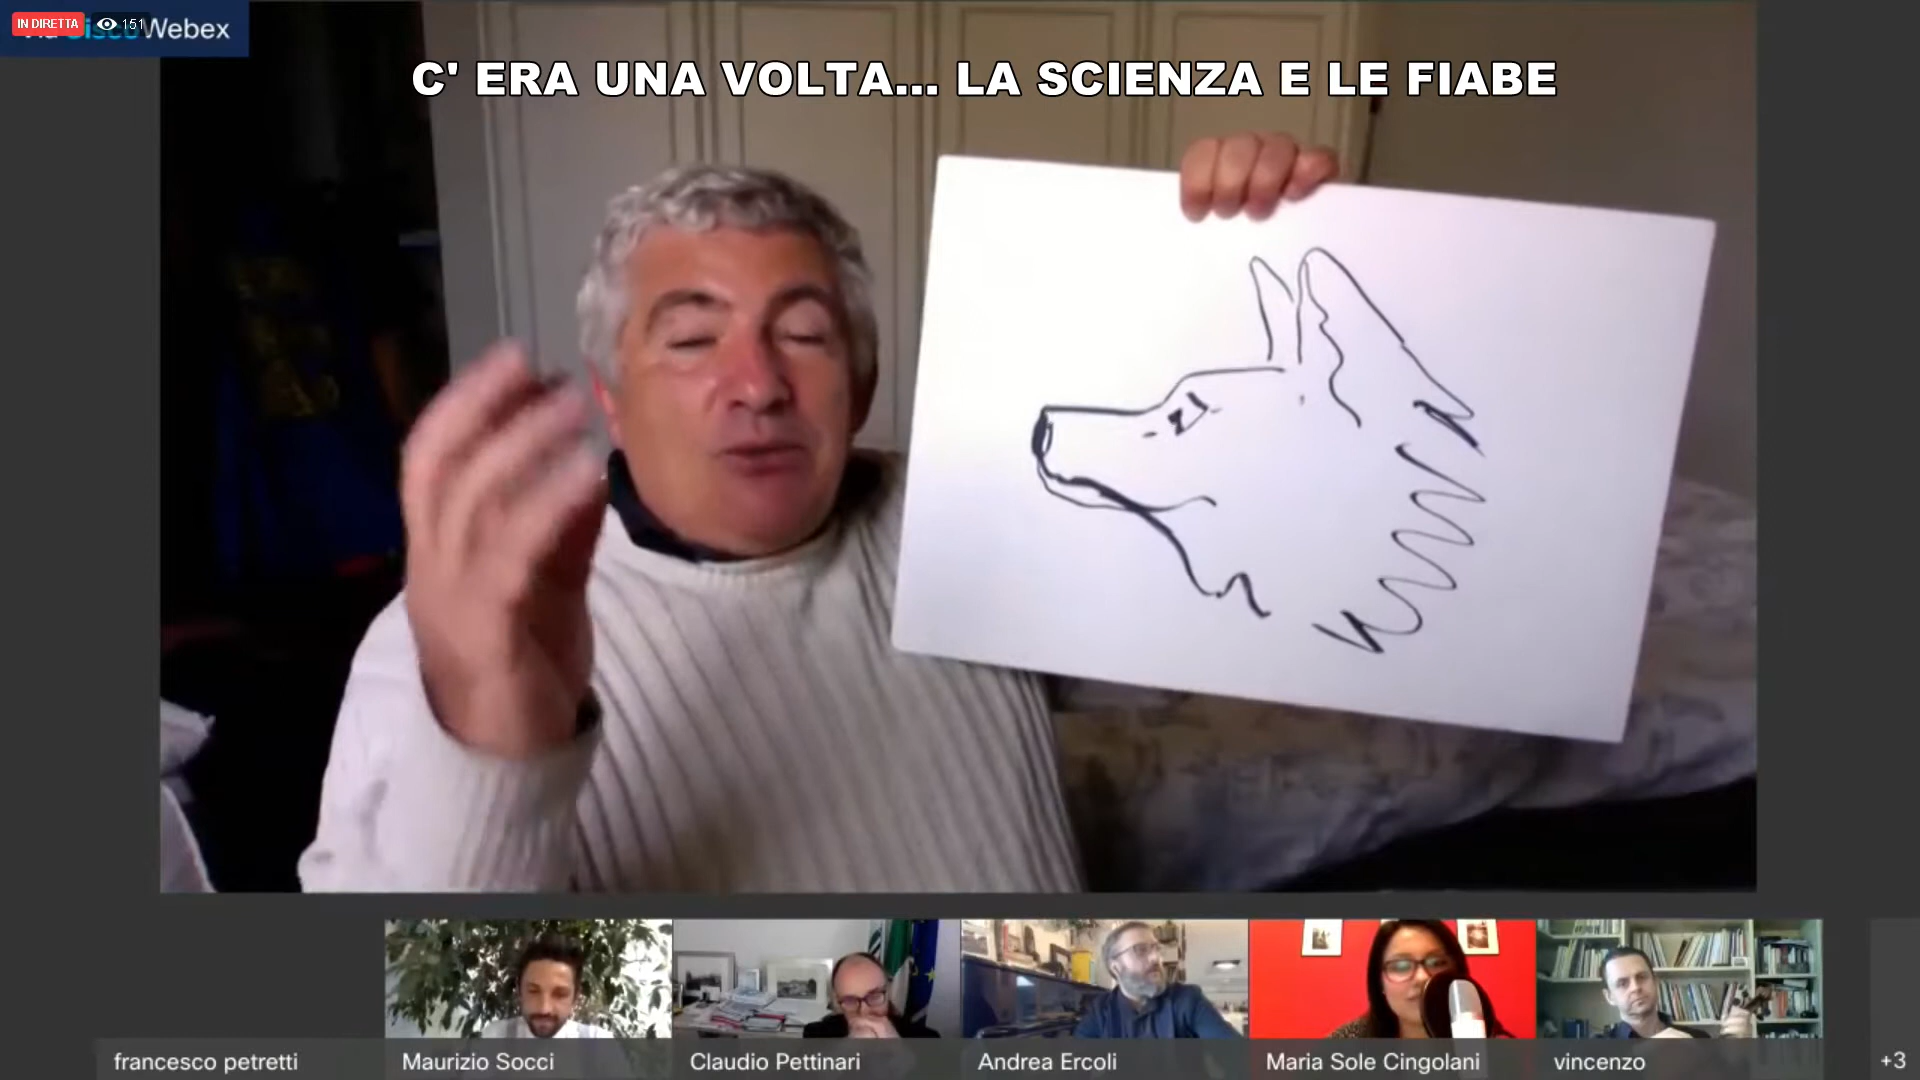 IN DIRETTA 151
Webex
C' ERA UNA VOLTA... LA SCIENZA E LE FIABE
francesco petretti
Maurizio Socci
Claudio Pettinari
Andrea Ercoli
Maria Sole Cingolani
vincenzo
+3